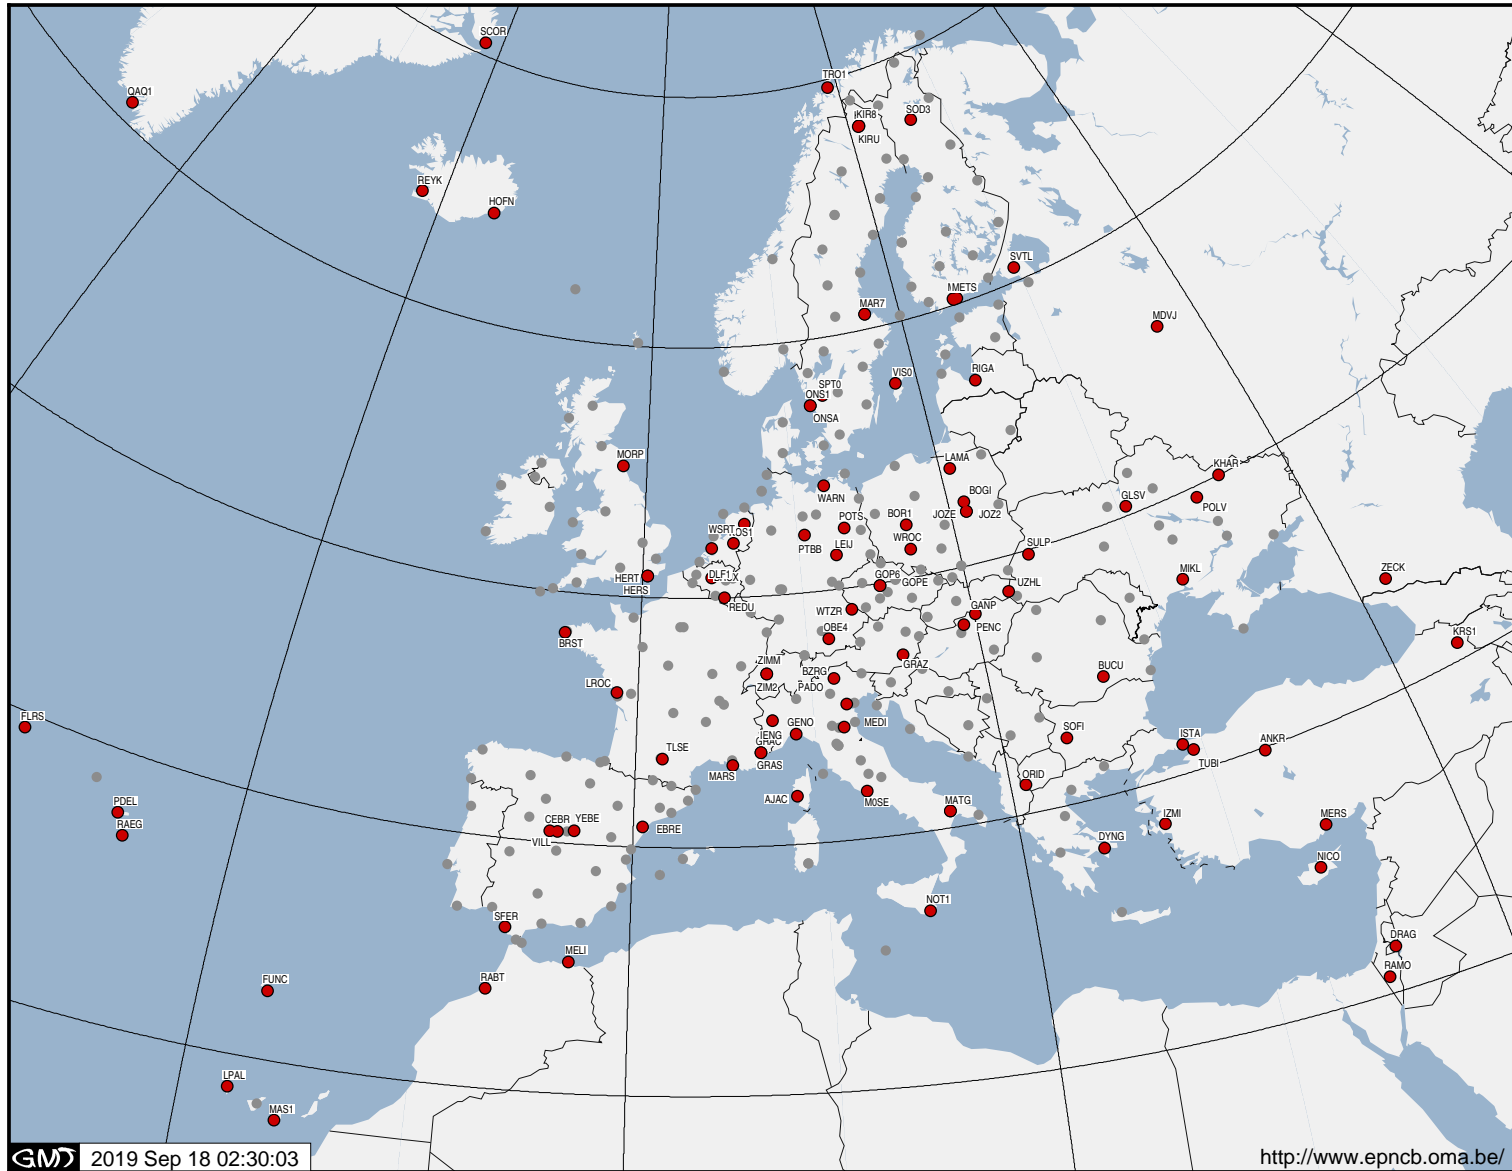 SCOR
QAQ1
TRO1
KIR8
SOD3
KIRU
REYK
HOFN
SVTL
METS
MAR7
MDVJ
VIS0
RIGA
SPT0
ONS1
ONSA
MORP
LAMA
KHAR
WARN
BOGI
GLSV
POLV
POTS
BOR1
JOZE
JOZ2
WSRT
KOS1
PTBB
LEIJ
WROC
SULP
HERT
HERS
DLF1
REDU
GOP6
GOPE
UZHL
MIKL
ZECK
WTZR
GANP
PENC
BRST
OBE4
KRS1
ZIMM
ZIM2
BZRG
PADO
GRAZ
BUCU
LROC
FLRS
GENO
IENG
MEDI
SOFI
ISTA
TUBI
ANKR
TLSE
GRAC
GRAS
MARS
ORID
PDEL
RAEG
AJAC
M0SE
MATG
CEBR
YEBE
VILL
EBRE
IZMI
MERS
DYNG
NICO
SFER
NOT1
MELI
DRAG
RABT
FUNC
RAMO
LPAL
MAS1
GMT
2019 Sep 18 02:30:03
http://www.epncb.oma.be/